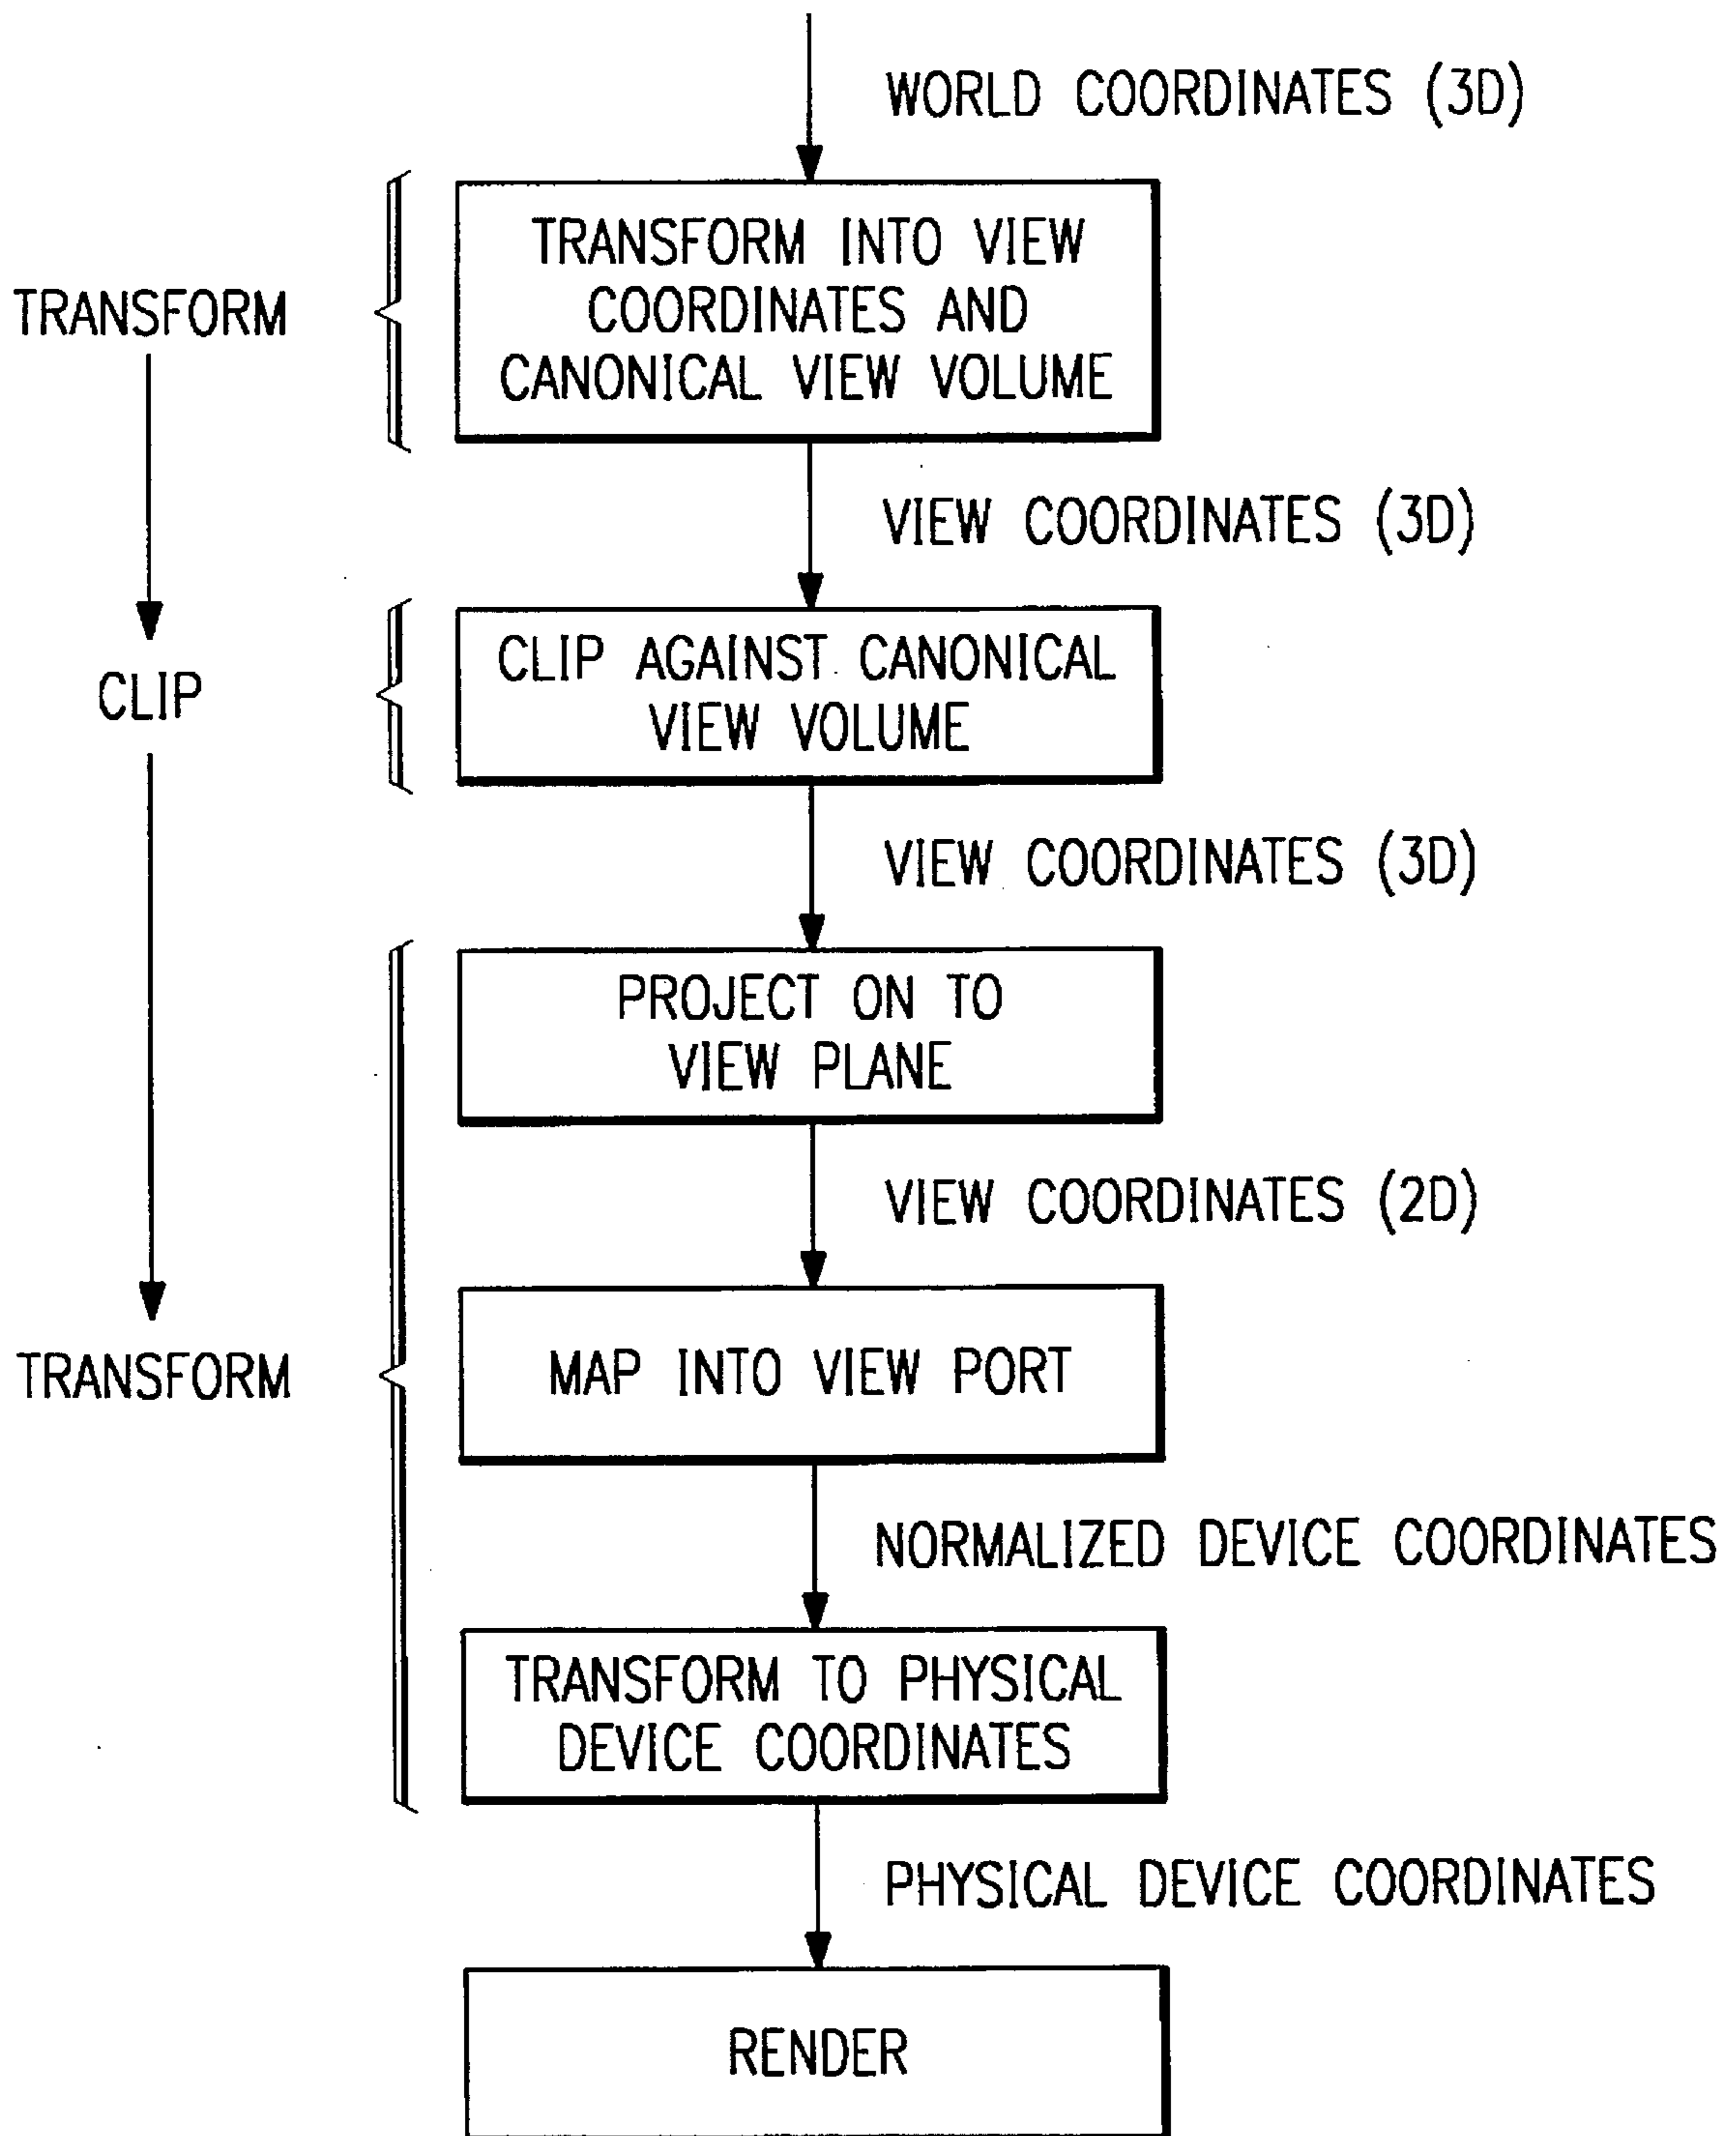 WORLD COORDINATES (3D)
TRANSFORM INTO VIEW
COORDINATES AND
CANONICAL VIEW VOLUME
TRANSFORM
VIEW COORDINATES (3D)
CLIP AGAINST CANONICAL
VIEW VOLUME
CLIP
VIEW COORDINATES (3D)
PROJECT ON TO
VIEW PLANE
VIEW COORDINATES (2D)
MAP INTO VIEW PORT
TRANSFORM
NORMALIZED DEVICE COORDINATES
TRANSFORM TO PHYSICAL
DEVICE COORDINATES
PHYSICAL DEVICE COORDINATES
RENDER